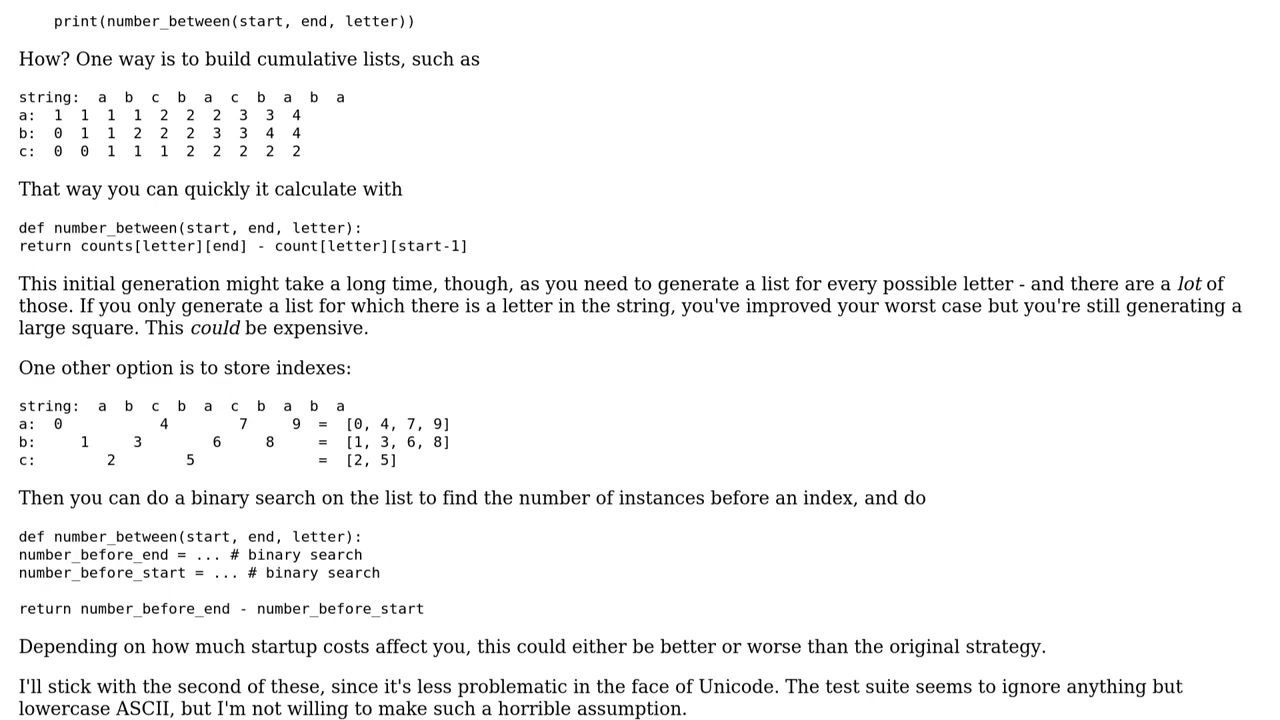 print(number_between(start, end, letter))
How? One way is to build cumulative lists, such as
string:  a  b  c  b  a  c  b  a  b  a
a:  1  1  1  1  2  2  2  3  3  4
b:  0  1  1  2  2  2  3  3  4  4
c:  0  0  1  1  1  2  2  2  2  2
That way you can quickly it calculate with
def number_between(start, end, letter):
return counts[letter][end] - count[letter][start-1]
This initial generation might take a long time, though, as you need to generate a list for every possible letter - and there are a lot of
those. If you only generate a list for which there is a letter in the string, you've improved your worst case but you're still generating a
large square. This could be expensive.
One other option is to store indexes:
string:  a  b  c  b  a  c  b  a  b  a
a:  0           4        7     9  =  [0, 4, 7, 9]
b:     1     3        6     8     =  [1, 3, 6, 8]
c:        2        5              =  [2, 5]
Then you can do a binary search on the list to find the number of instances before an index, and do
def number_between(start, end, letter):
number_before_end = ... # binary search
number_before_start = ... # binary search
return number_before_end - number_before_start
Depending on how much startup costs affect you, this could either be better or worse than the original strategy.
I'll stick with the second of these, since it's less problematic in the face of Unicode. The test suite seems to ignore anything but
lowercase ASCII, but I'm not willing to make such a horrible assumption.